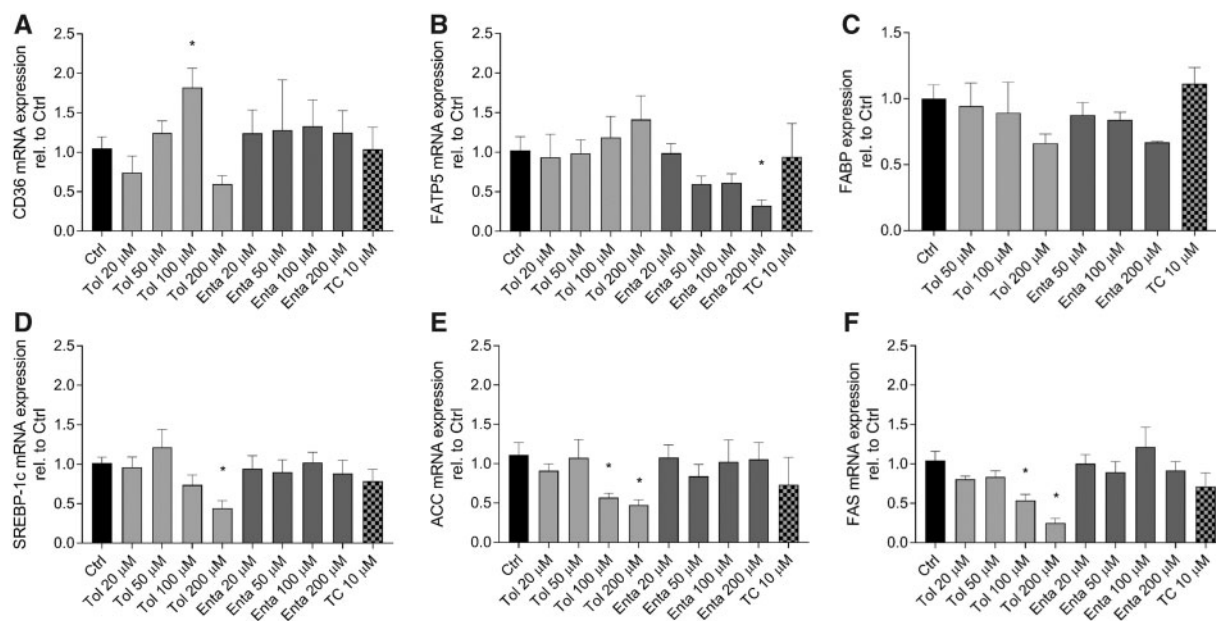 A
CD36 mRNA expression
rel. to Ctrl
2.5
2.0
1.5
1.0
0.5
0.0
*
Ctrl
Tol 20 µM
Tol 50 µM
Tol 100 µM
Tol 200 µM
Enta 20 µM
Enta 50 µM
Enta 100 µM
Enta 200 µM
TC 10 µM
B
FATP5 mRNA expression
rel. to Ctrl
2.5
2.0
1.5
1.0
0.5
0.0
*
Ctrl
Tol 20 µM
Tol 50 µM
Tol 100 µM
Tol 200 µM
Enta 20 µM
Enta 50 µM
Enta 100 µM
Enta 200 µM
TC 10 µM
C
FABP expression
rel. to Ctrl
1.5
1.0
0.5
0.0
Ctrl
Tol 50 µM
Tol 100 µM
Tol 200 µM
Enta 50 µM
Enta 100 µM
Enta 200 µM
TC 10 µM
D
SREBP-1c mRNA expression
rel. to Ctrl
2.5
2.0
1.5
1.0
0.5
0.0
*
Ctrl
Tol 20 µM
Tol 50 µM
Tol 100 µM
Tol 200 µM
Enta 20 µM
Enta 50 µM
Enta 100 µM
Enta 200 µM
TC 10 µM
E
ACC mRNA expression
rel. to Ctrl
2.5
2.0
1.5
1.0
0.5
0.0
*
*
Ctrl
Tol 20 µM
Tol 50 µM
Tol 100 µM
Tol 200 µM
Enta 20 µM
Enta 50 µM
Enta 100 µM
Enta 200 µM
TC 10 µM
F
FAS mRNA expression
rel. to Ctrl
2.5
2.0
1.5
1.0
0.5
0.0
*
*
Ctrl
Tol 20 µM
Tol 50 µM
Tol 100 µM
Tol 200 µM
Enta 20 µM
Enta 50 µM
Enta 100 µM
Enta 200 µM
TC 10 µM